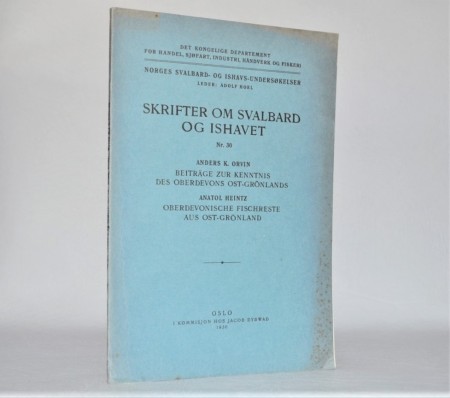 DET KONGELIGE DEPARTEMENT
FOR HANDEL, SJØFART, INDUSTRI, HÅNDVERK OG FISKERI
NORGES SVALBARD- OG ISHAVS-UNDERSØKELSER
LEDER: ADOLF HOEL
SKRIFTER OM SVALBARD
OG ISHAVET
Nr. 30
ANDERS K. ORVIN
BEITRÄGE ZUR KENNTNIS
DES OBERDEVONS OST-GRÖNLANDS
ANATOL HEINTZ
OBERDEVONISCHE FISCHRESTE
AUS OST-GRÖNLAND
OSLO
I KOMMISJON HOS JACOB DYBWAD
1930